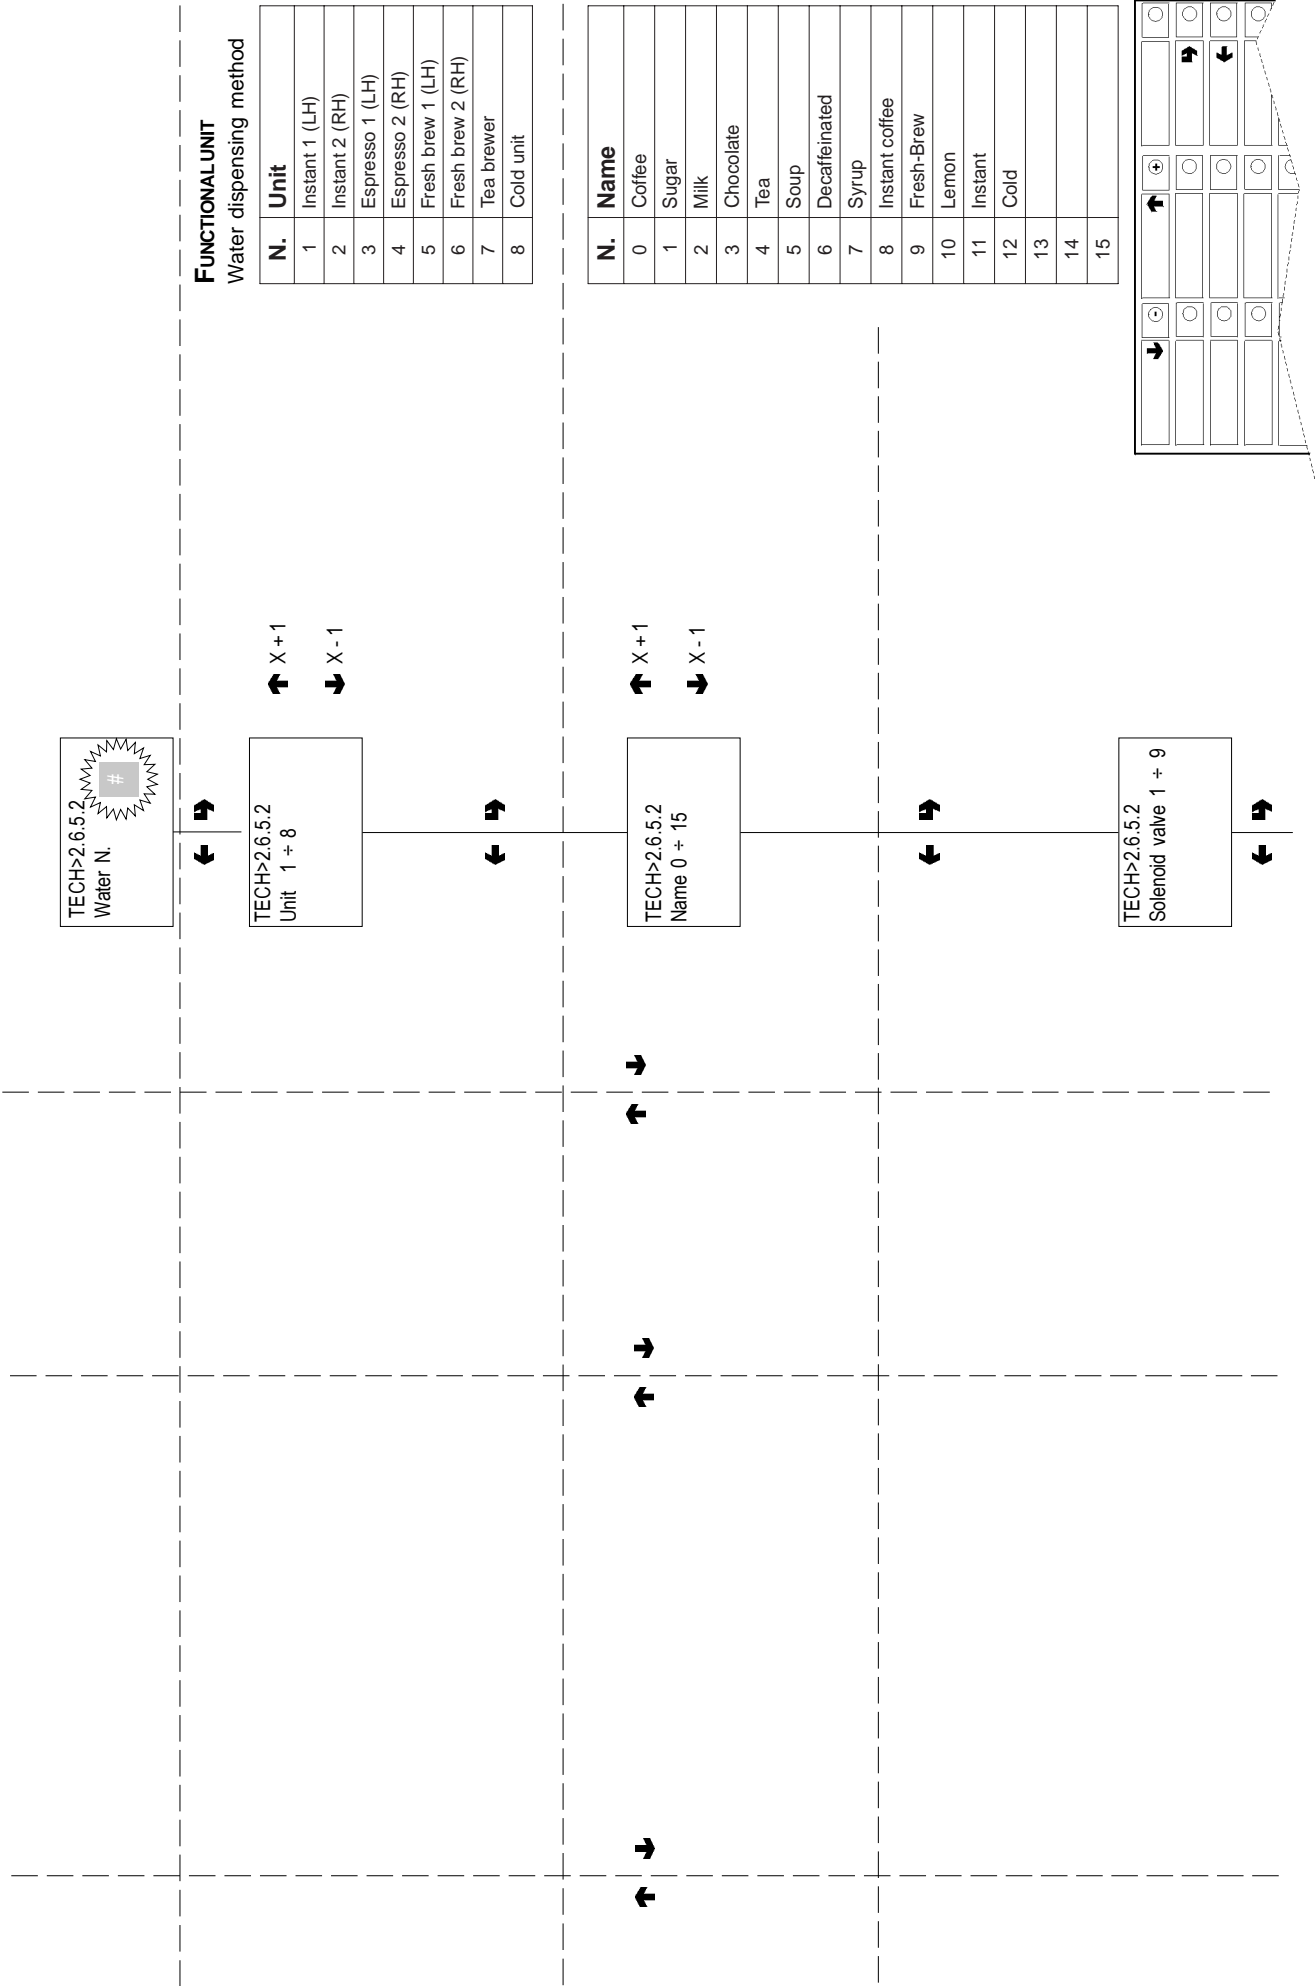 TECH>2.6.5.2
Water N.
#
FUNCTIONAL UNIT
Water dispensing method
TECH>2.6.5.2
Unit 1 ÷ 8
X + 1
X - 1
N. Unit
1 Instant 1 (LH)
2 Instant 2 (RH)
3 Espresso 1 (LH)
4 Espresso 2 (RH)
5 Fresh brew 1 (LH)
6 Fresh brew 2 (RH)
7 Tea brewer
8 Cold unit
TECH>2.6.5.2
Name 0 ÷ 15
X + 1
X - 1
N. Name
0 Coffee
1 Sugar
2 Milk
3 Chocolate
4 Tea
5 Soup
6 Decaffeinated
7 Syrup
8 Instant coffee
9 Fresh-Brew
10 Lemon
11 Instant
12 Cold
13
14
15
TECH>2.6.5.2
Solenoid valve 1 ÷ 9
- +